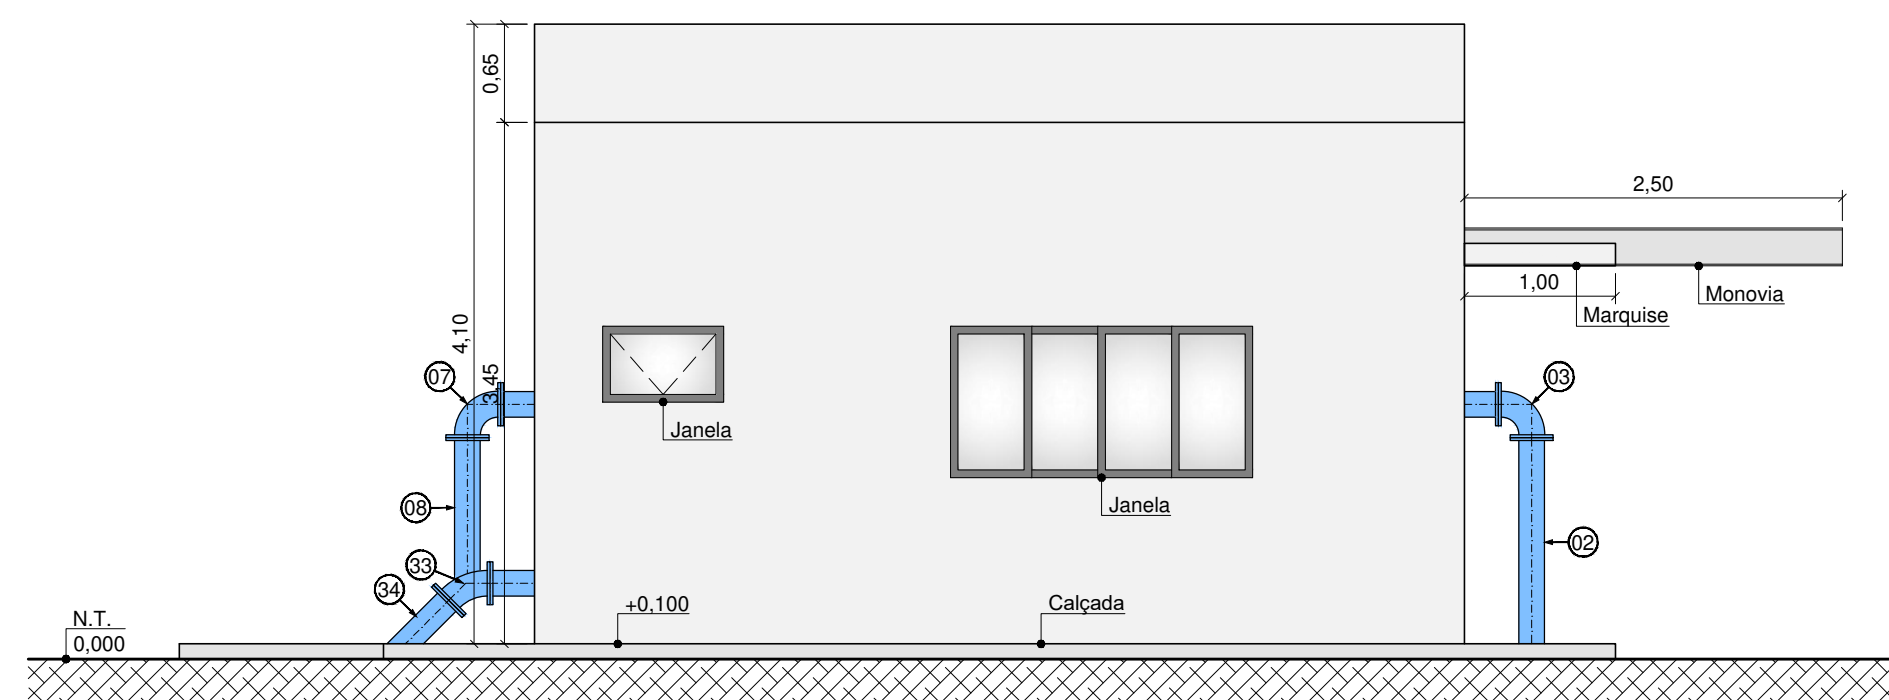 0,65
2,50
1,00
Monovia
Marquise
4,10
3,45
07
03
Janela
Janela
08
02
33
34
+0,100
Calçada
N.T.
0,000